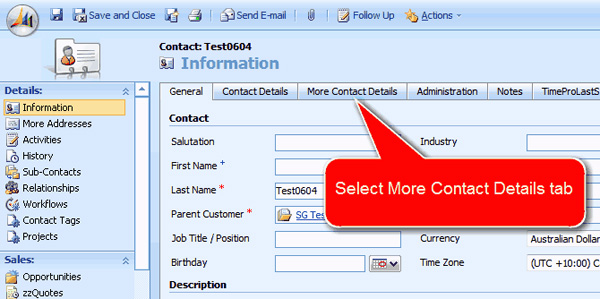 Save and Close
Send E-mail
Follow Up
Actions
Contact: Test0604
Information
Details:
Information
More Addresses
Activities
History
Sub-Contacts
Relationships
Workflows
Contact Tags
Projects
Sales:
Opportunities
zzQuotes
General
Contact Details
More Contact Details
Administration
Notes
TimeProLastS
Contact
Salutation
Industry
First Name +
Last Name *
Test0604
Parent Customer *
SG Tes
Job Title / Position
Currency
Australian Dollar
Birthday
Time Zone
(UTC +10:00) C
Description
Select More Contact Details tab